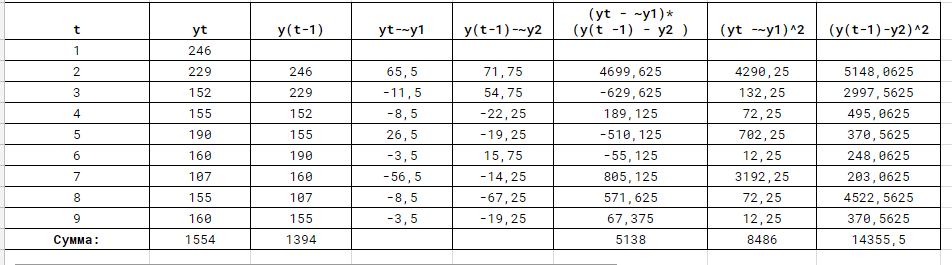 (yt - ~y1)*
t yt y(t-1) yt-~y1 y(t-1)-~y2 (y(t -1) - y2 ) (yt -~y1)^2 (y(t-1)-y2)^2
1 246
2 229 246 65,5 71,75 4699,625 4290,25 5148,0625
3 152 229 -11,5 54,75 -629,625 132,25 2997,5625
4 155 152 -8,5 -22,25 189,125 72,25 495,0625
5 190 155 26,5 -19,25 -510,125 702,25 370,5625
6 160 190 -3,5 15,75 -55,125 12,25 248,0625
7 107 160 -56,5 -14,25 805,125 3192,25 203,0625
8 155 107 -8,5 -67,25 571,625 72,25 4522,5625
9 160 155 -3,5 -19,25 67,375 12,25 370,5625
Сумма: 1554 1394 5138 8486 14355,5